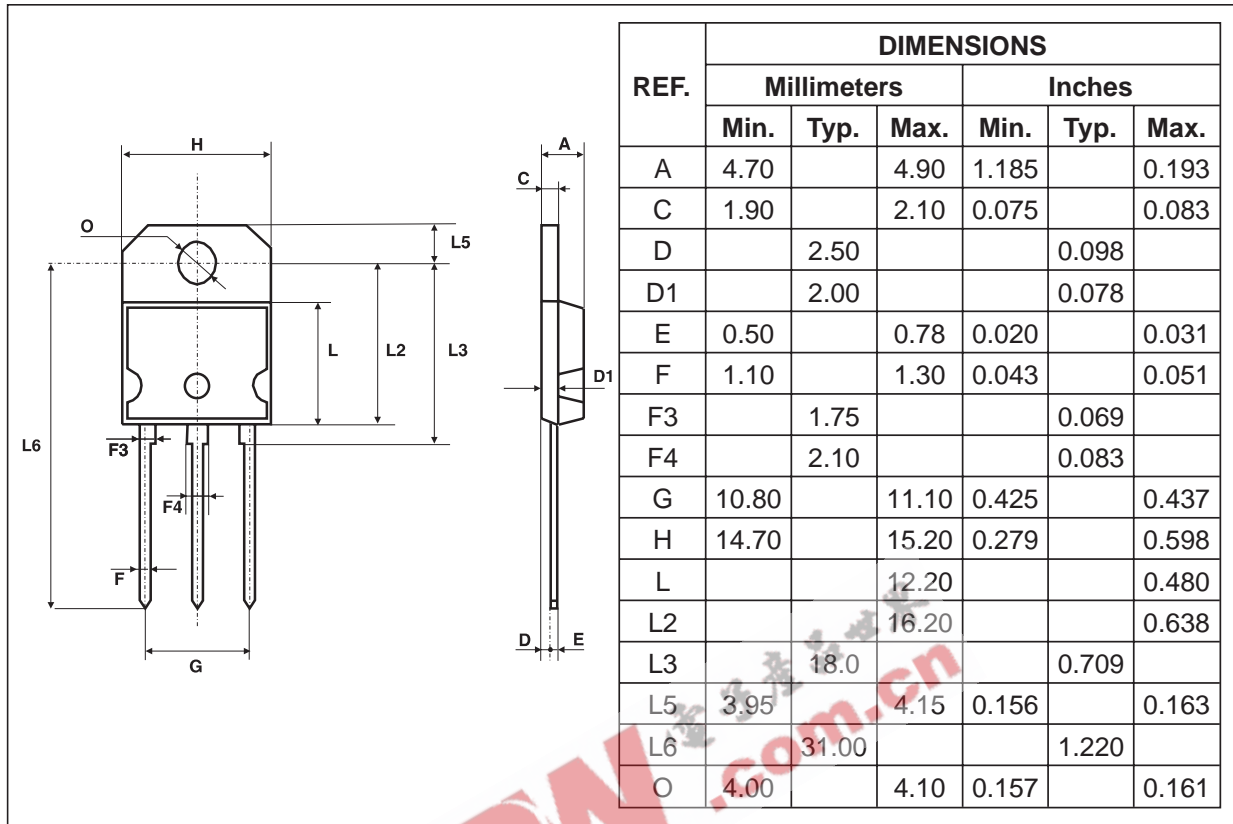 DIMENSIONS
REF. Millimeters Inches
Min. Typ. Max. Min. Typ. Max.
A 4.70 4.90 1.185 0.193
C 1.90 2.10 0.075 0.083
D 2.50 0.098
D1 2.00 0.078
E 0.50 0.78 0.020 0.031
F 1.10 1.30 0.043 0.051
F3 1.75 0.069
F4 2.10 0.083
G 10.80 11.10 0.425 0.437
H 14.70 15.20 0.279 0.598
L 12.20 0.480
L2 16.20 0.638
L3 18.0 0.709
L5 3.95 4.15 0.156 0.163
L6 31.00 1.220
O 4.00 4.10 0.157 0.161
H
A
C
O
L5
L
L2
L3
D1
L6
F3
F4
F
D E
G
.com.cn